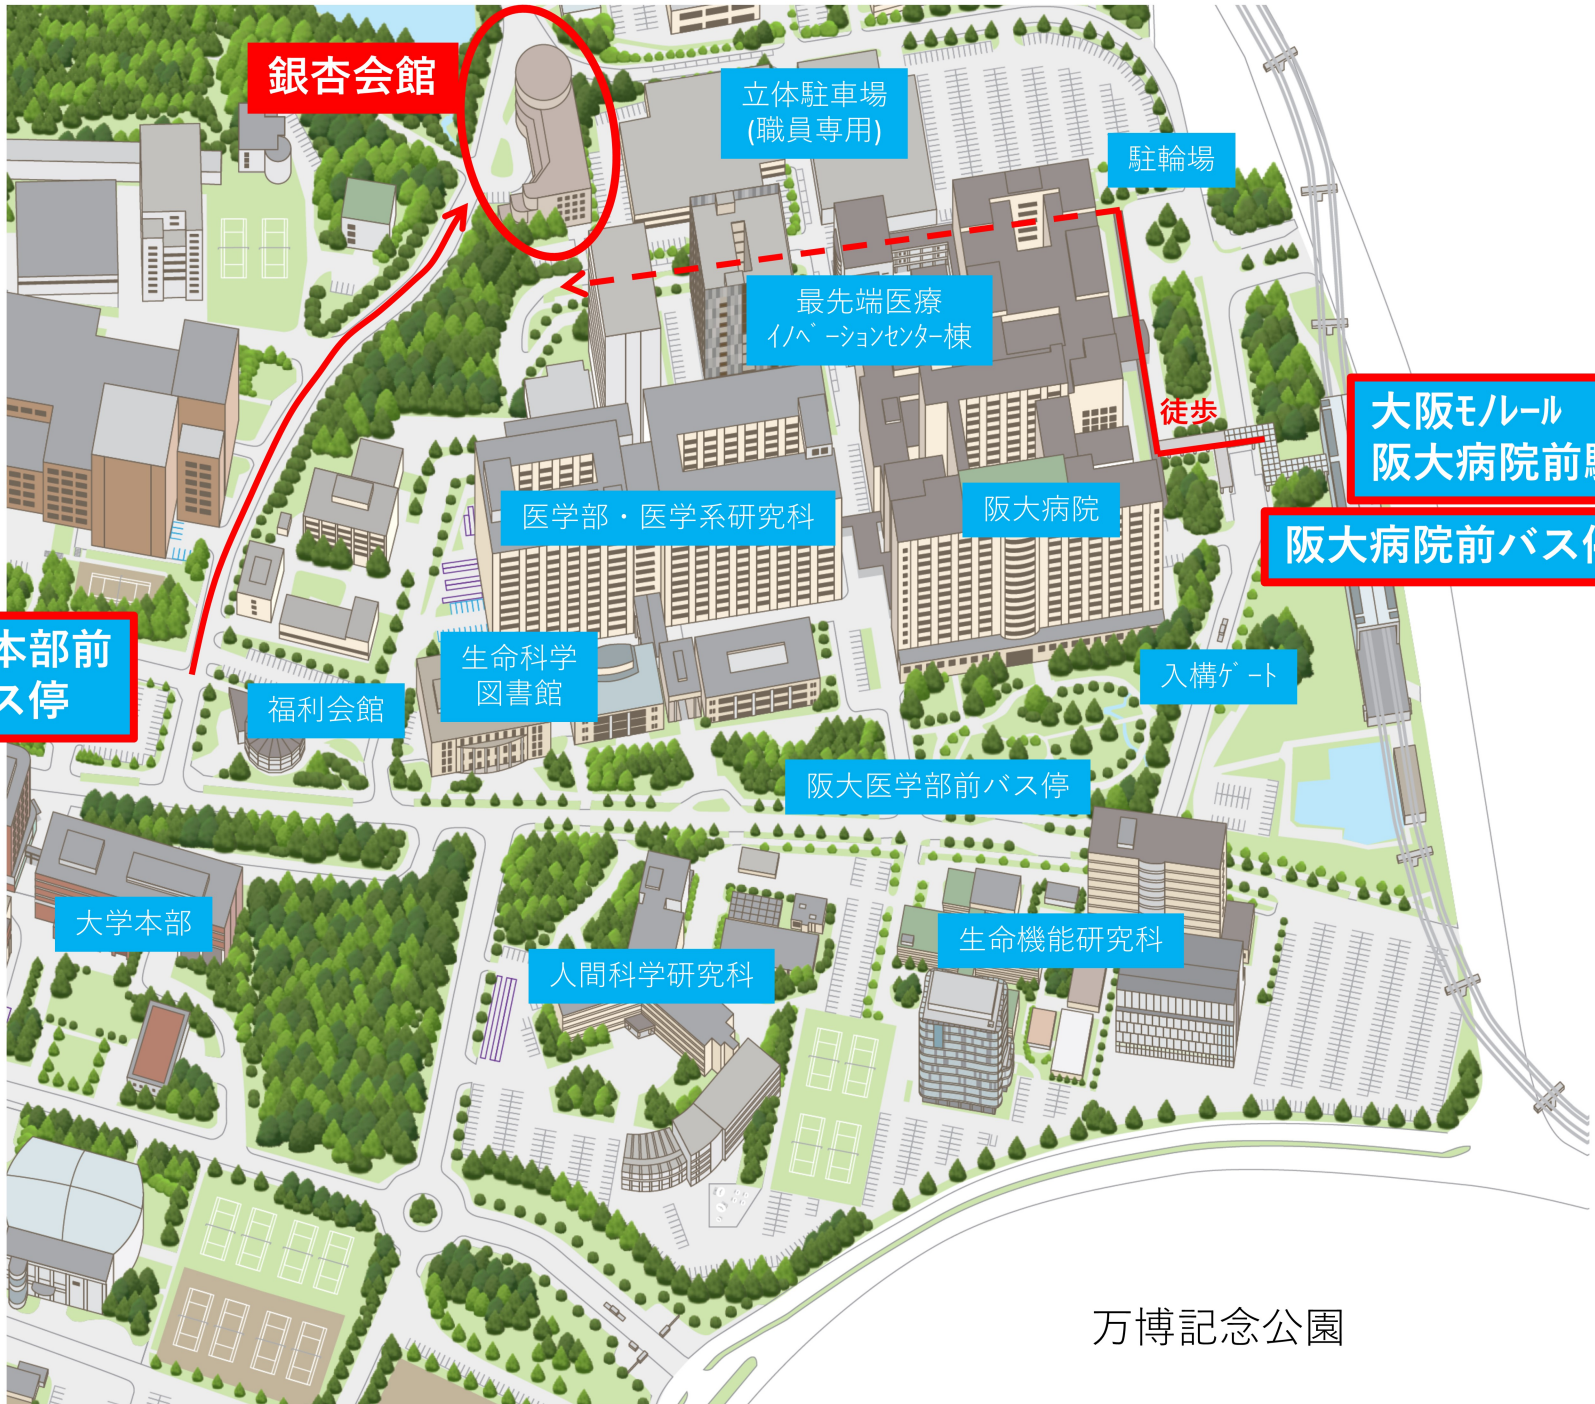 銀杏会館
立体駐車場
(職員専用)
駐輪場
最先端医療
イノベーションセンター棟
徒歩
大阪モノレール
阪大病院前
阪大病院前バス
医学部・医学系研究科
阪大病院
本部前
ス停
生命科学
図書館
福利会館
入構ゲート
阪大医学部前バス停
大学本部
人間科学研究科
生命機能研究科
万博記念公園